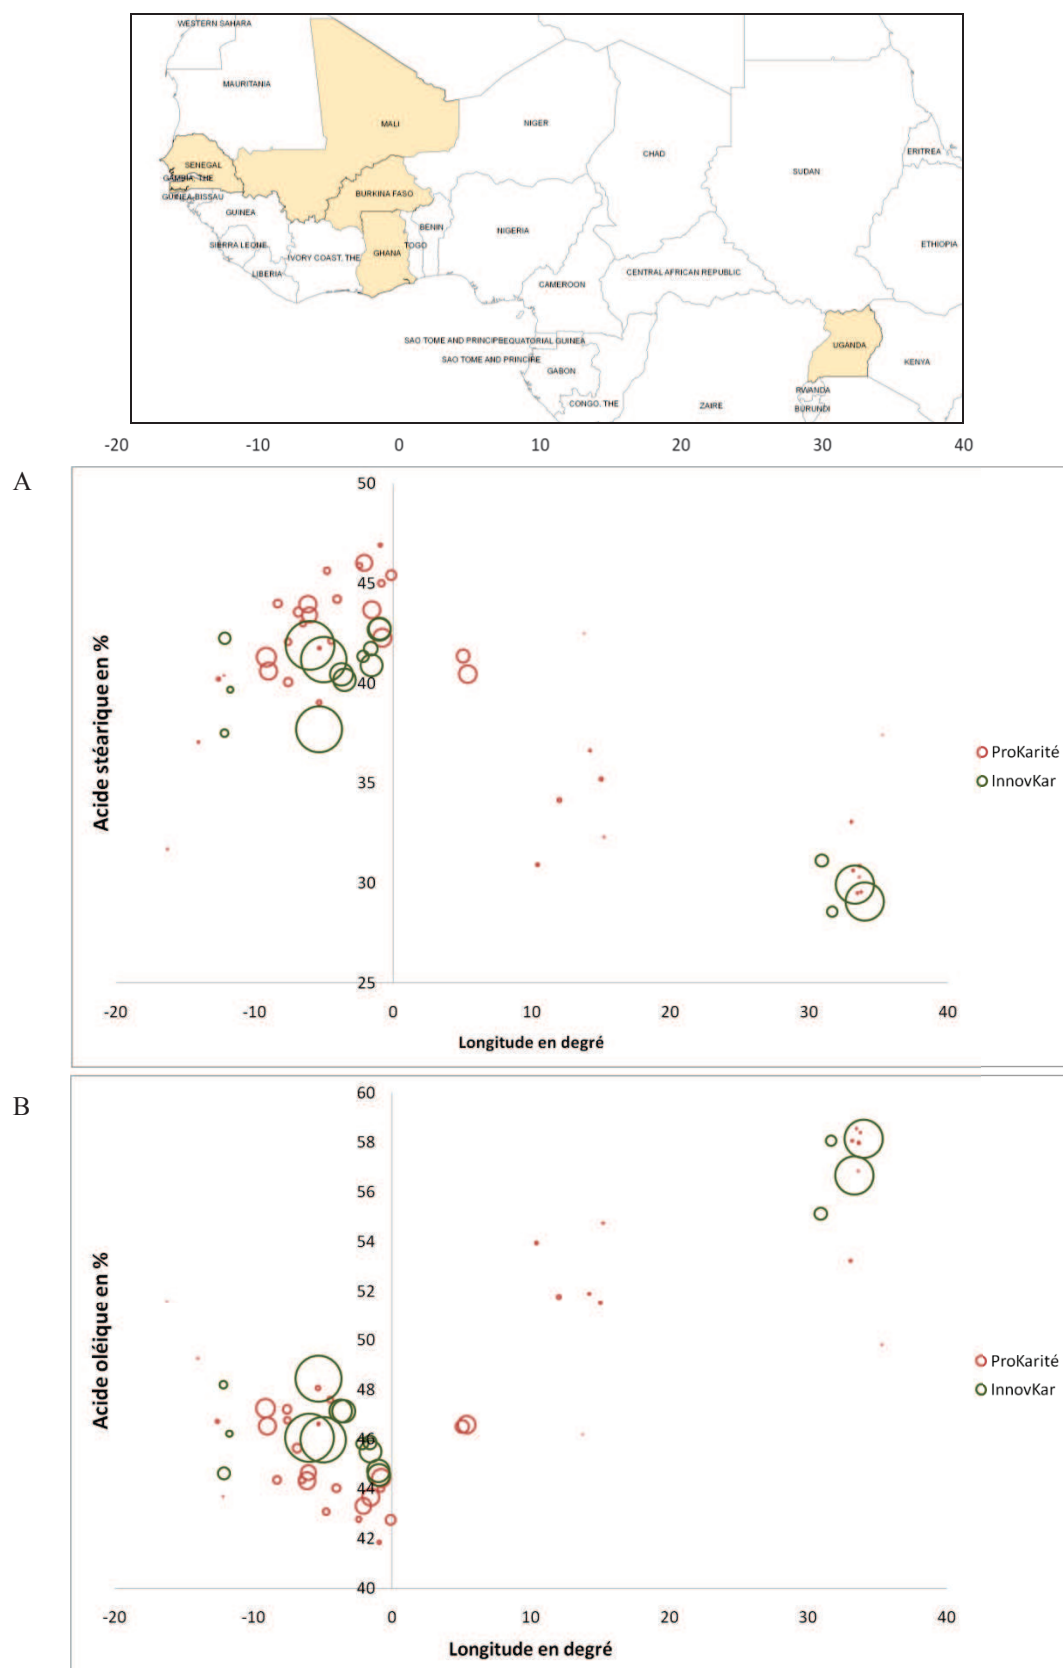 WESTERN SAHARA
MAURITANIA
MALI
NIGER
CHAD
SUDAN
ERITREA
SENEGAL
GAMBIA, THE
GUINEA-BISSAU
BURKINA FASO
GUINEA
BENIN
NIGERIA
SIERRA LEONE
IVORY COAST, THE
GHANA
TOGO
ETHIOPIA
LIBERIA
CAMEROON
CENTRAL AFRICAN REPUBLIC
SAO TOME AND PRINCIPE
EQUATORIAL GUINEA
UGANDA
SAO TOME AND PRINCIPE
GABON
KENYA
RWANDA
CONGO, THE
ZAIRE
BURUNDI
-20 -10 0 10 20 30 40
A
50
45
40
35
30
25
Acide stéarique en %
ProKarité
InnovKar
-20 -10 0 10 20 30 40
Longitude en degré
B
60
58
56
54
52
50
48
46
44
42
40
Acide oléique en %
ProKarité
InnovKar
-20 -10 0 10 20 30 40
Longitude en degré